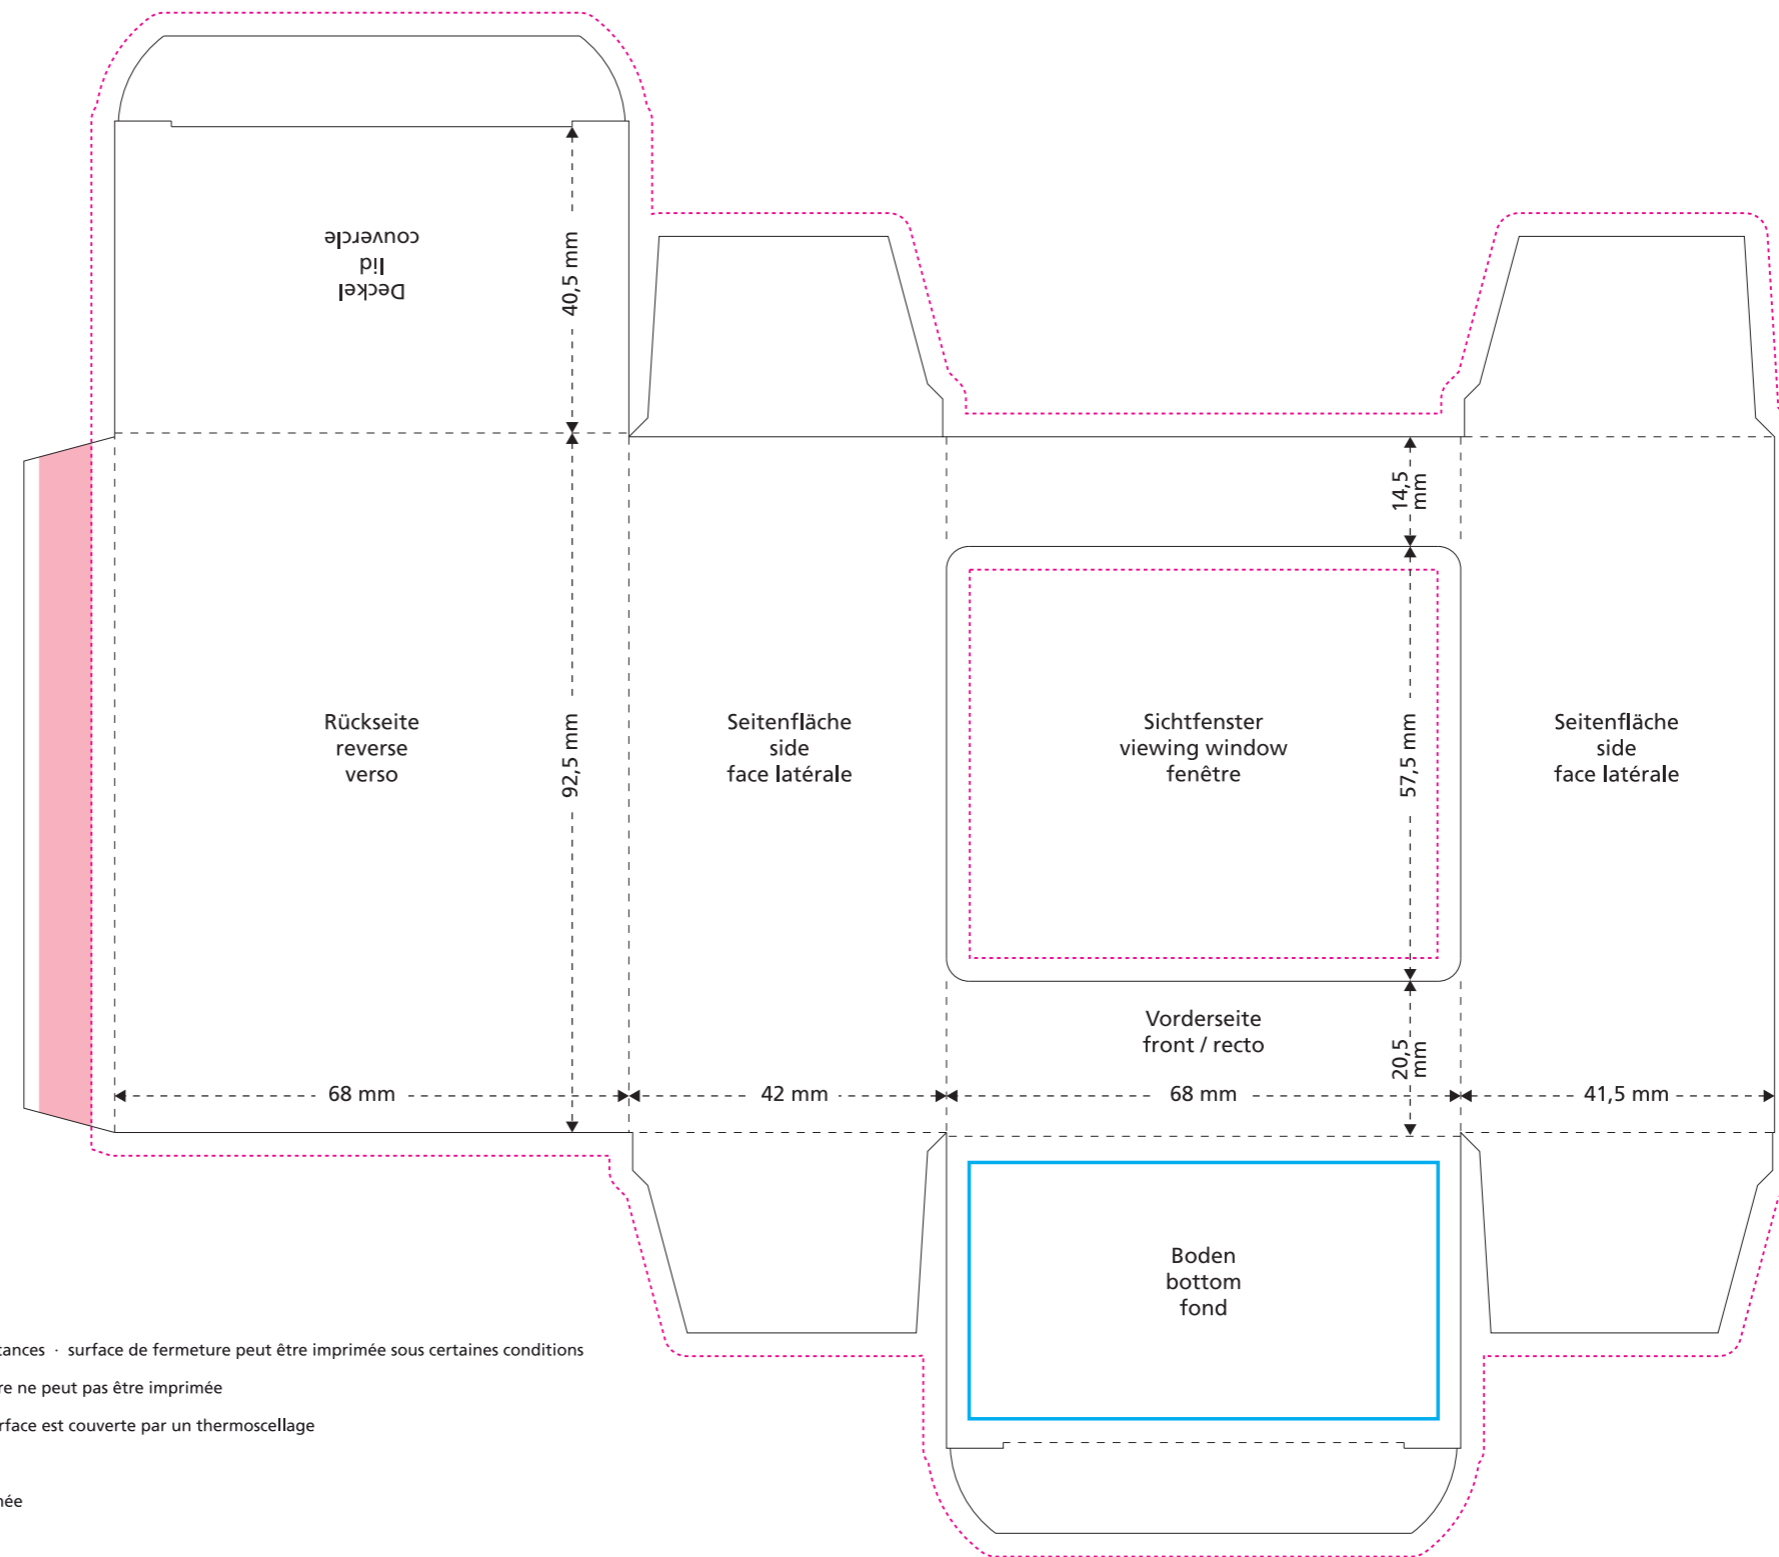 Deckel
lid
couvercle
40,5 mm
14,5
mm
Rückseite
reverse
verso
92,5 mm
Seitenfläche
side
face latérale
Sichtfenster
viewing window
fenêtre
57,5 mm
Seitenfläche
side
face latérale
Vorderseite
front / recto
20,5
mm
68 mm
42 mm
68 mm
41,5 mm
Boden
bottom
fond
· surface de fermeture peut être imprimée sous certaines conditions
ne peut pas être imprimée
est couverte par un thermoscellage